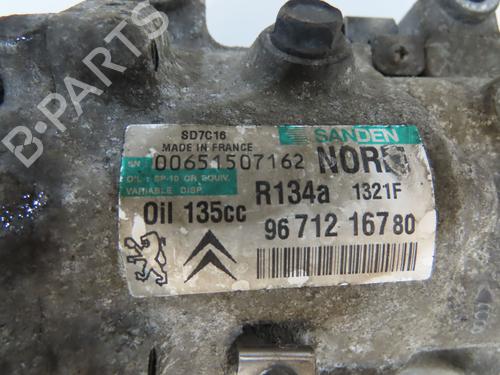 SD7C16
MADE IN FRANCE
SANDEN
SN 00651507162
OIL : SP-10 OR EQUIV.
VARIABLE DISP.
R134a 1321F
Oil 135cc
96 712 167 80
B-PARTS